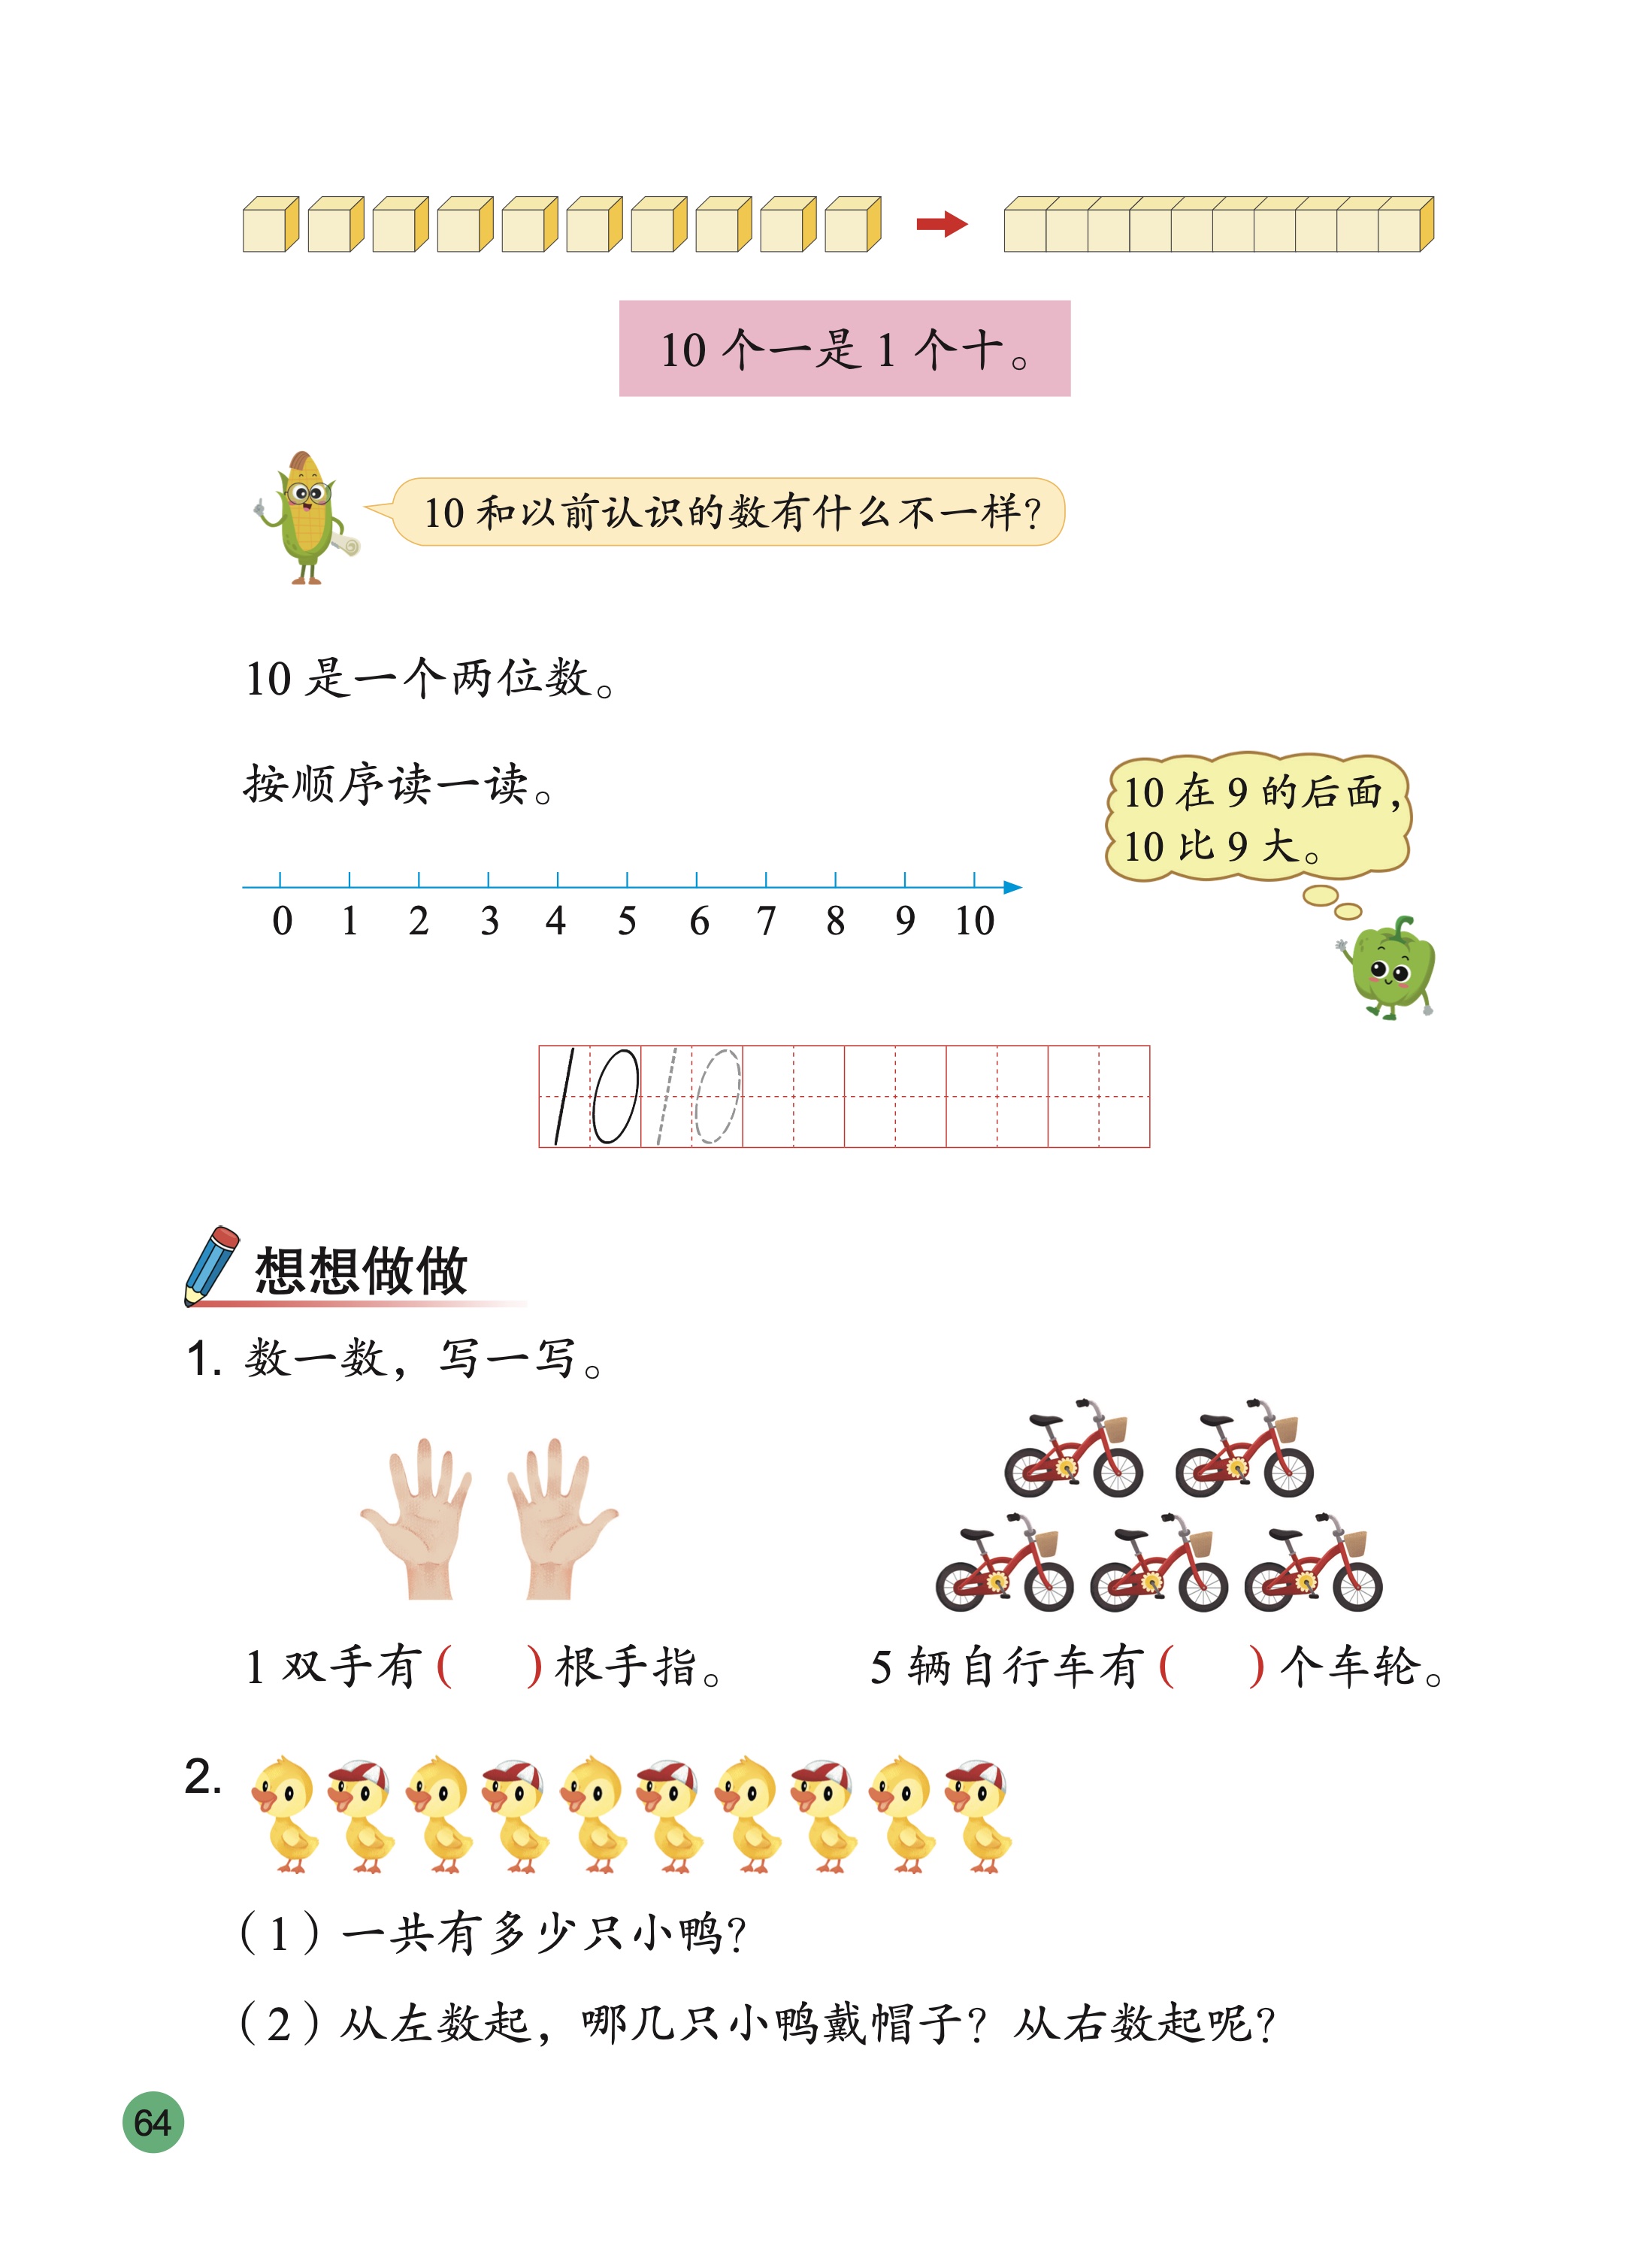 10 个一是 1 个十。
10 和以前认识的数有什么不一样?
10 是一个两位数。
按顺序读一读。
10 在 9 的后面,
10 比 9 大。
0 1 2 3 4 5 6 7 8 9 10
10 10
想想做做
1. 数一数，写一写。
1 双手有( )根手指。 5 辆自行车有( )个车轮。
2.
（1）一共有多少只小鸭?
（2）从左数起，哪几只小鸭戴帽子? 从右数起呢?
64